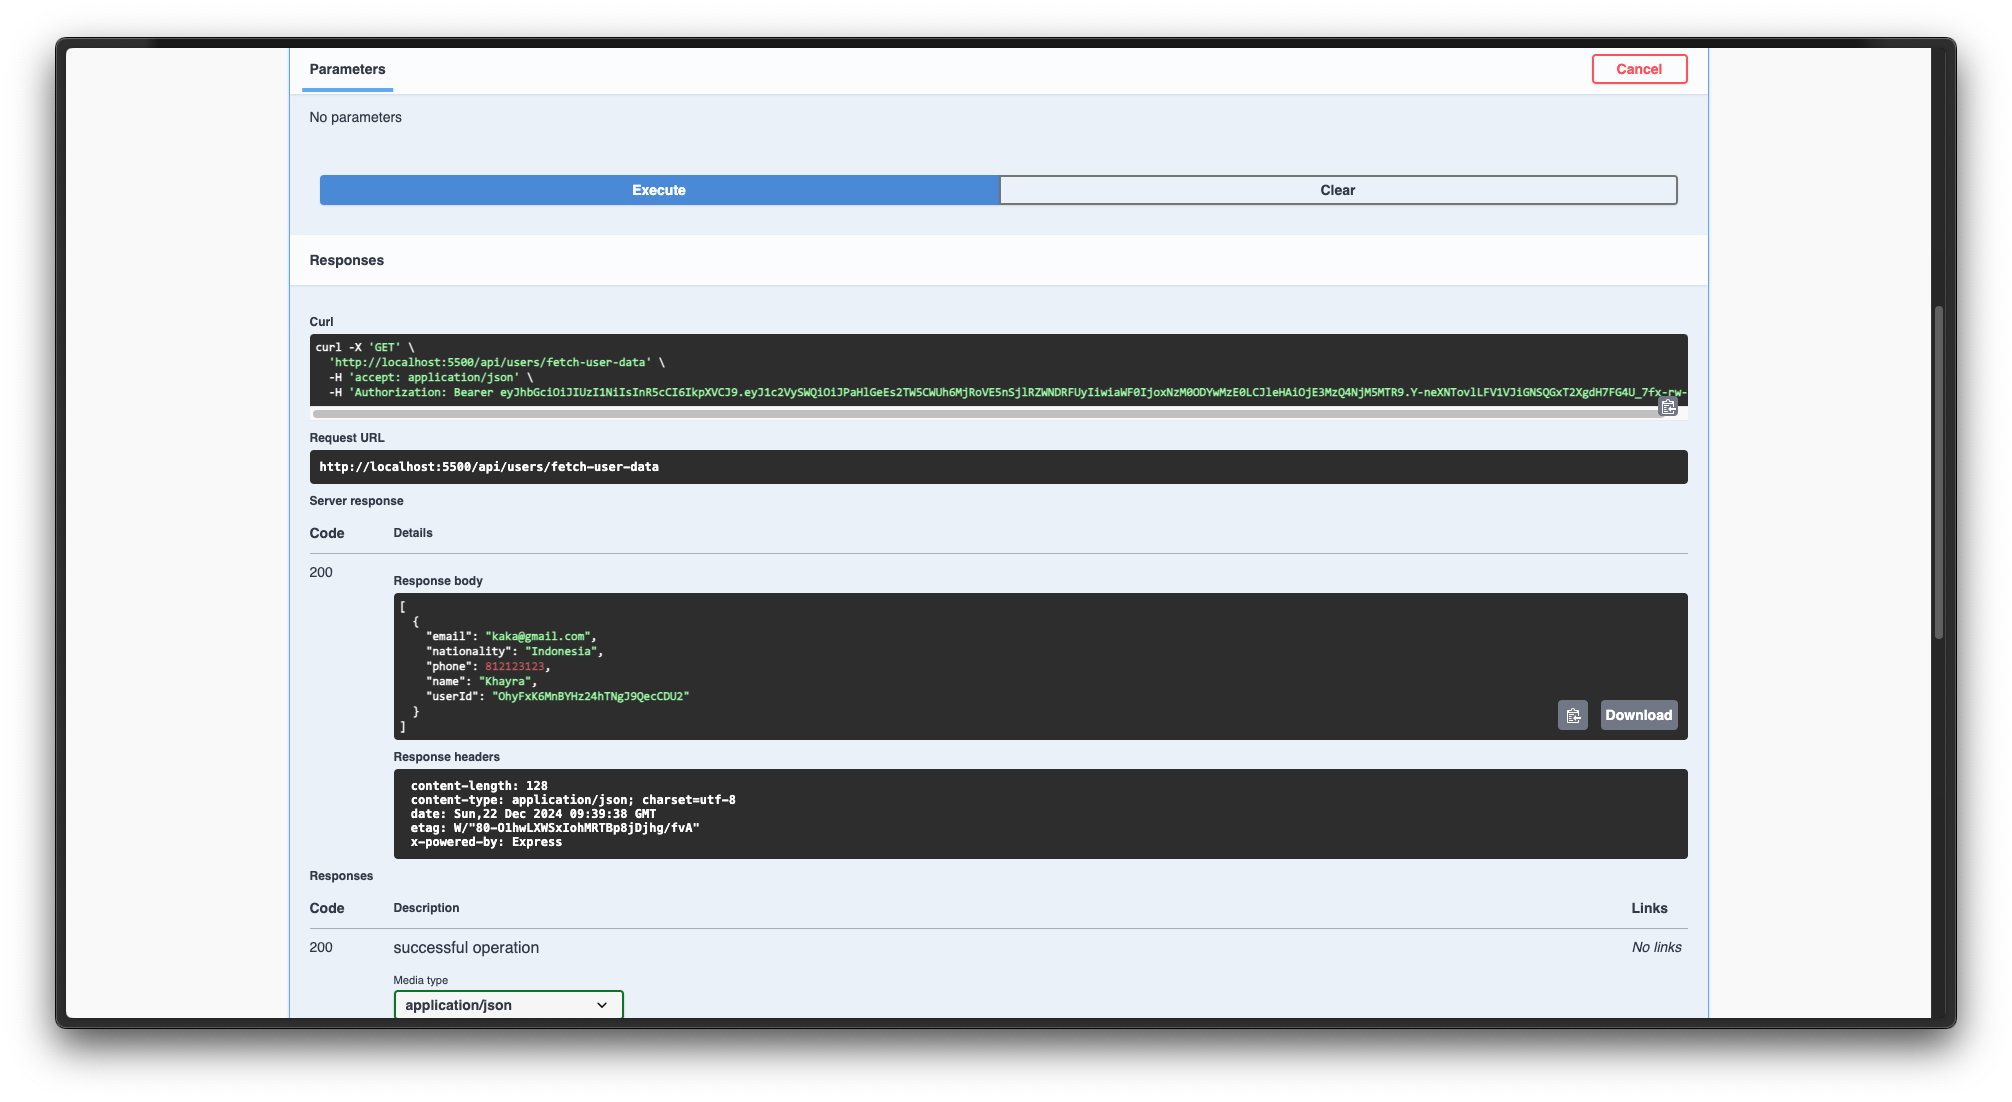 Parameters
Cancel
No parameters
Execute
Clear
Responses
Curl
curl -X 'GET' \
'http://localhost:5500/api/users/fetch-user-data' \
-H 'accept: application/json' \
-H 'Authorization: Bearer eyJhbGciOiJIUzI1NiIsInR5cCI6IkpXVCJ9.eyJ1c2VySWQiOiJPaHlGeEs2TW5CWUh6MjRoVE5nSjlRZWNDRFUyIiwiaWF0IjoxNzM0ODYwMzE0LCJleHAiOjE3MzQ4NjM5MTR9.Y-neXNTovlLFV1VJiGNSQGxT2XgdH7FG4U_7fx-rw-
Request URL
http://localhost:5500/api/users/fetch-user-data
Server response
Code Details
200
Response body
[
{
"email": "kaka@gmail.com",
"nationality": "Indonesia",
"phone": 812123123,
"name": "Khayra",
"userId": "OhyFxK6MnBYHz24hTNgJ9QecCDU2"
}
]
Download
Response headers
content-length: 128
content-type: application/json; charset=utf-8
date: Sun,22 Dec 2024 09:39:38 GMT
etag: W/"80-O1hwLXWSxIohMRTBp8jDjhg/fvA"
x-powered-by: Express
Responses
Code Description Links
200 successful operation No links
Media type
application/json